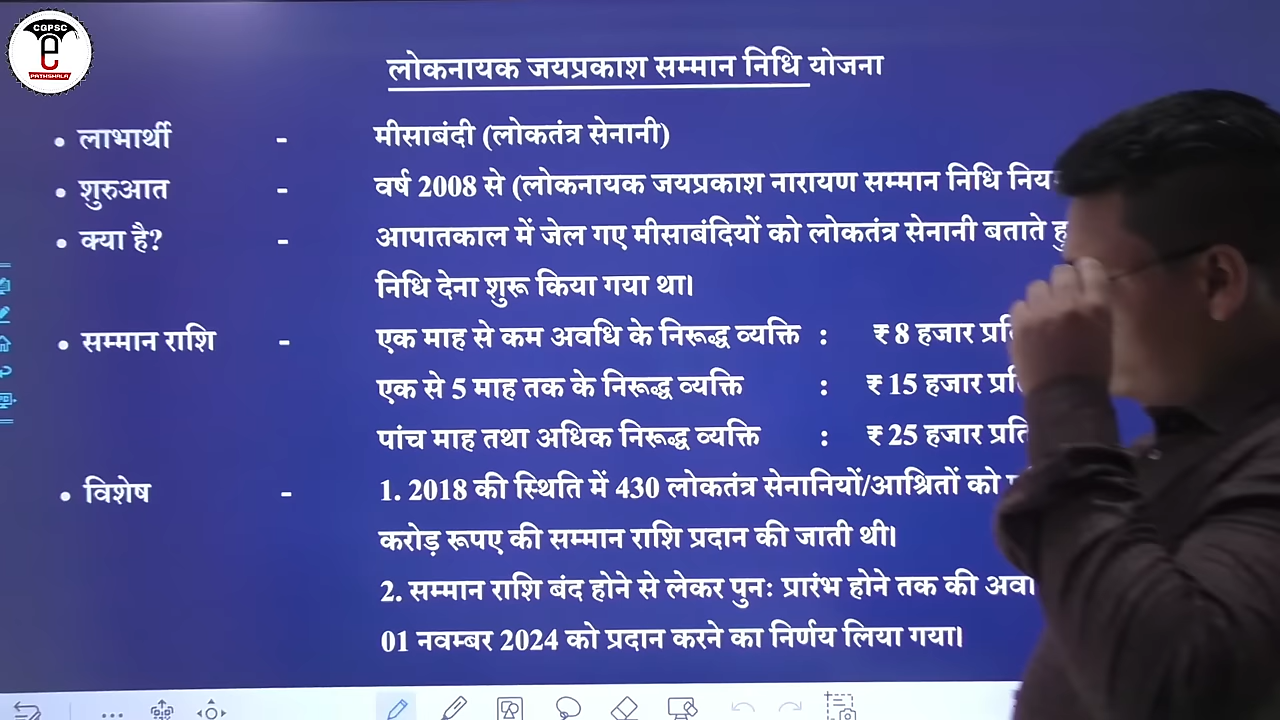 CGPSC
e
PATHSHALA
लोकनायक जयप्रकाश सम्मान निधि योजना
• लाभार्थी - मीसाबंदी (लोकतंत्र सेनानी)
• शुरुआत - वर्ष 2008 से (लोकनायक जयप्रकाश नारायण सम्मान निधि
• क्या है? - आपातकाल में जेल गए मीसाबंदियों को लोकतंत्र सेनानी बताते
निधि देना शुरू किया गया था।
• सम्मान राशि - एक माह से कम अवधि के निरूद्ध व्यक्ति : ₹ 8 हजार
एक से 5 माह तक के निरूद्ध व्यक्ति : ₹ 15 हजार
पांच माह तथा अधिक निरूद्ध व्यक्ति : ₹ 25 हजार
• विशेष - 1. 2018 की स्थिति में 430 लोकतंत्र सेनानियों/आश्रितों को
करोड़ रूपए की सम्मान राशि प्रदान की जाती थी।
2. सम्मान राशि बंद होने से लेकर पुनः प्रारंभ होने तक की
01 नवम्बर 2024 को प्रदान करने का निर्णय लिया गया।